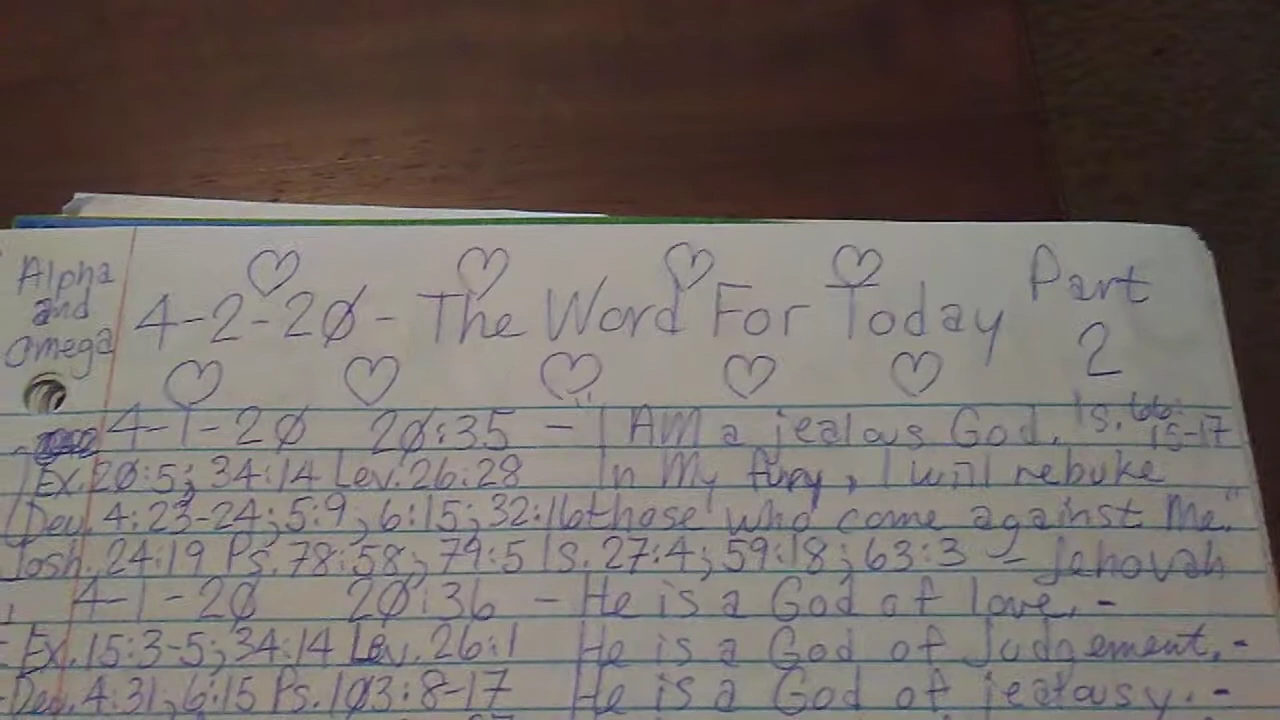 Alpha
and
Omega
4-2-2Ø - The Word For Today
Part
2
4-1-2Ø 2Ø:35 - "I AM a jealous God. Is. 66:15-17
Ex. 2Ø:5; 34:14 Lev. 26:28 In My fury, I will rebuke
Deu. 4:23-24; 5:9; 6:15; 32:16 those who come against Me."
Josh. 24:19 Ps. 78:58; 79:5 Is. 27:4; 59:18; 63:3 - Jehovah
4-1-2Ø 2Ø:36 - He is a God of love. -
- Ex. 15:3-5; 34:14 Lev. 26:1 He is a God of Judgement. -
- Deu. 4:31; 6:15 Ps. 1Ø3:8-17 He is a God of jealousy. -